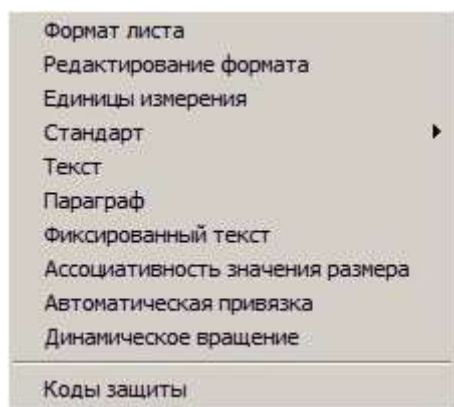 Формат листа
Редактирование формата
Единицы измерения
Стандарт
Текст
Параграф
Фиксированный текст
Ассоциативность значения размера
Автоматическая привязка
Динамическое вращение
Коды защиты